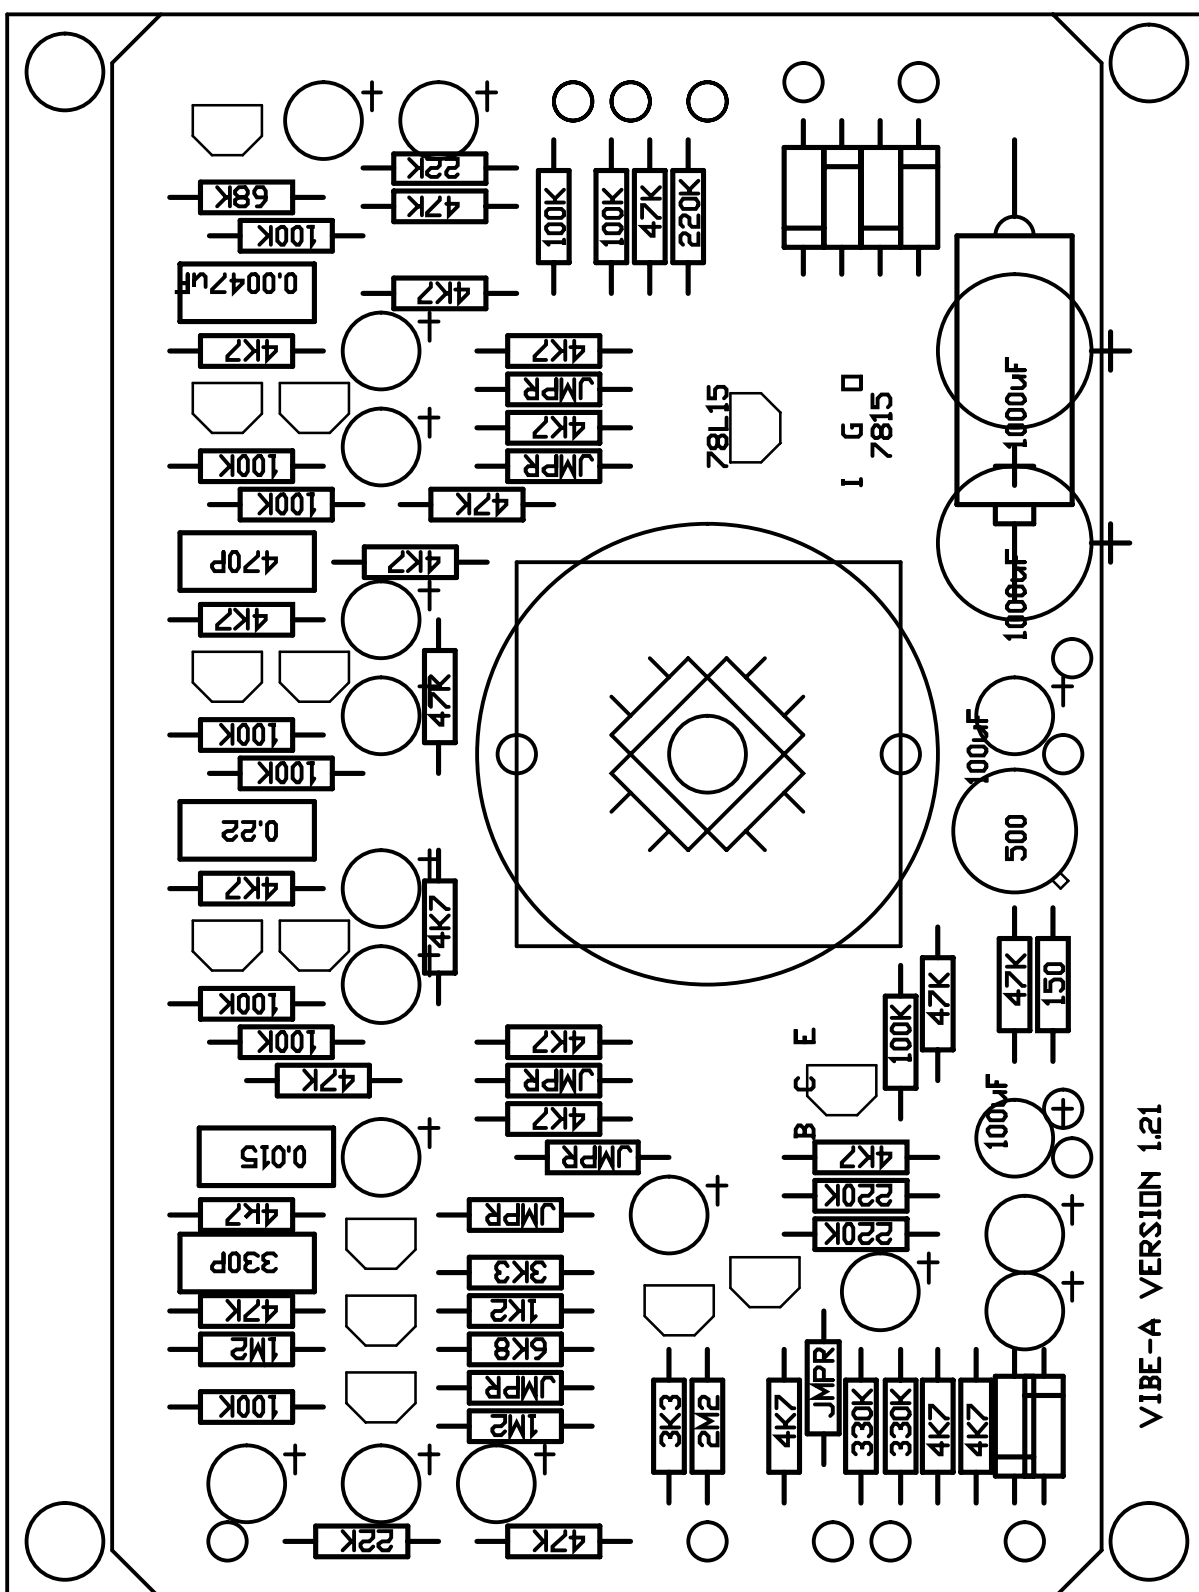 22K
68K
47K
100K
100K
100K
47K
220K
0.0047uF
4K7
4K7
4K7
JMPR
1000uF
78L15
I G O
7815
4K7
100K
JMPR
100K
47K
470P
4K7
1000uF
4K7
47K
100K
100uF
100K
0.22
500
4K7
4K7
47K
47K
150
100K
100K
100K
4K7
B C E
47K
JMPR
4K7
100uF
0.015
JMPR
4K7
220K
4K7
JMPR
220K
330P
3K3
47K
1K2
1M2
6K8
JMPR
JMPR
100K
1M2
3K3
2M2
4K7
330K
330K
4K7
4K7
VIBE-A VERSION 1.21
22K
47K